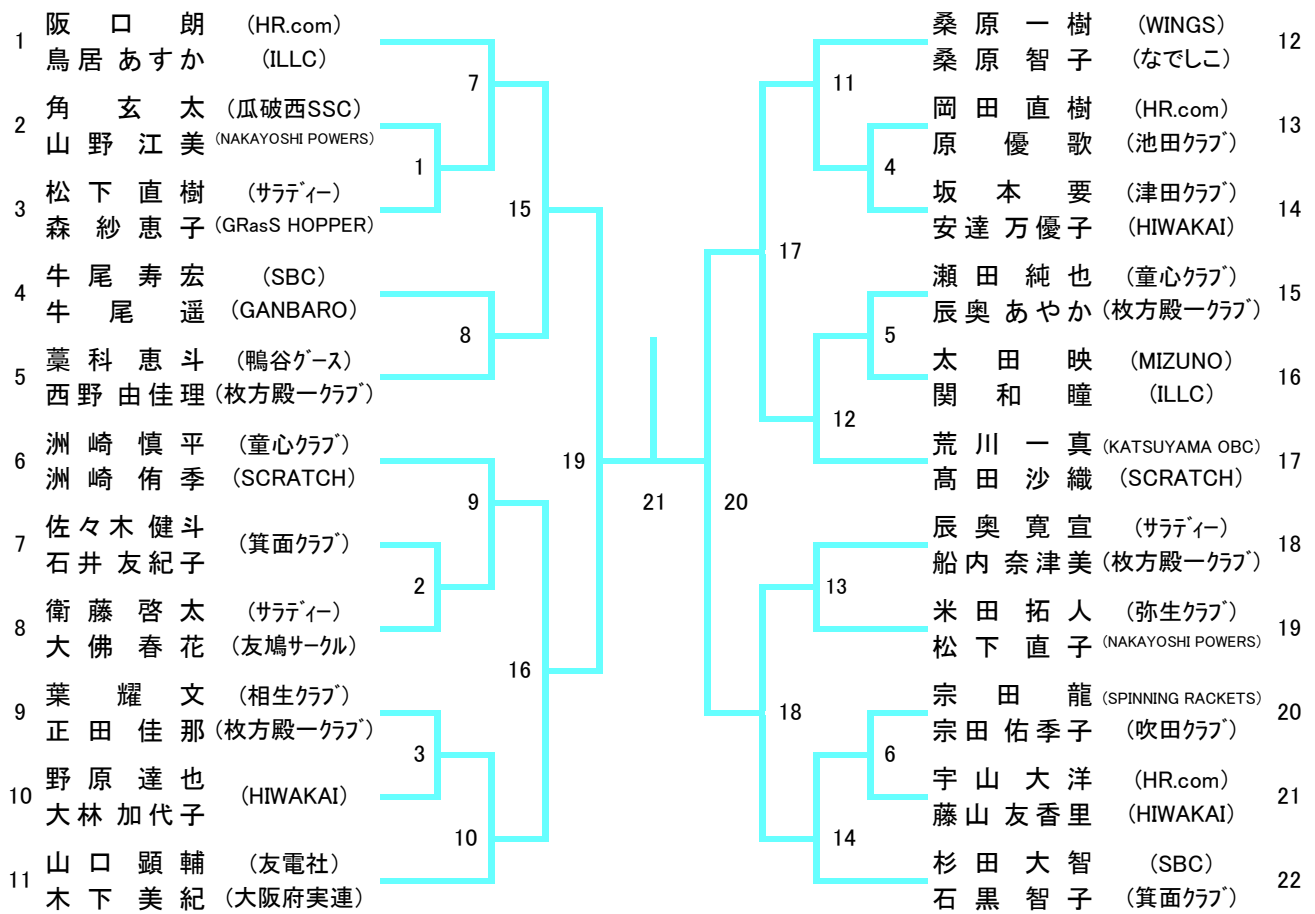 1
阪口朗 (HR.com)
鳥居あすか (ILLC)
2
角玄太 (瓜破西SSC)
山野江美 (NAKAYOSHI POWERS)
3
松下直樹 (サラディー)
森紗恵子 (GRasS HOPPER)
4
牛尾寿宏 (SBC)
牛尾遥 (GANBARO)
5
藁科恵斗 (鴨谷グース)
西野由佳理 (枚方殿一クラブ)
6
洲崎慎平 (童心クラブ)
洲崎侑季 (SCRATCH)
7
佐々木健斗
石井友紀子
(箕面クラブ)
8
衛藤啓太 (サラディー)
大佛春花 (友鳩サークル)
9
葉耀文 (相生クラブ)
正田佳那 (枚方殿一クラブ)
10
野原達也
大林加代子
(HIWAKAI)
11
山口顕輔 (友電社)
木下美紀 (大阪府実連)
7
1
15
8
19
9
2
16
3
10
21
20
11
4
17
5
12
13
18
6
14
桑原一樹 (WINGS)
桑原智子 (なでしこ)
12
岡田直樹 (HR.com)
原優歌 (池田クラブ)
13
坂本要 (津田クラブ)
安達万優子 (HIWAKAI)
14
瀬田純也 (童心クラブ)
辰奥あやか (枚方殿一クラブ)
15
太田映 (MIZUNO)
関和瞳 (ILLC)
16
荒川一真 (KATSUYAMA OBC)
髙田沙織 (SCRATCH)
17
辰奥寛宣 (サラディー)
船内奈津美 (枚方殿一クラブ)
18
米田拓人 (弥生クラブ)
松下直子 (NAKAYOSHI POWERS)
19
宗田龍 (SPINNING RACKETS)
宗田佑季子 (吹田クラブ)
20
宇山大洋 (HR.com)
藤山友香里 (HIWAKAI)
21
杉田大智 (SBC)
石黒智子 (箕面クラブ)
22